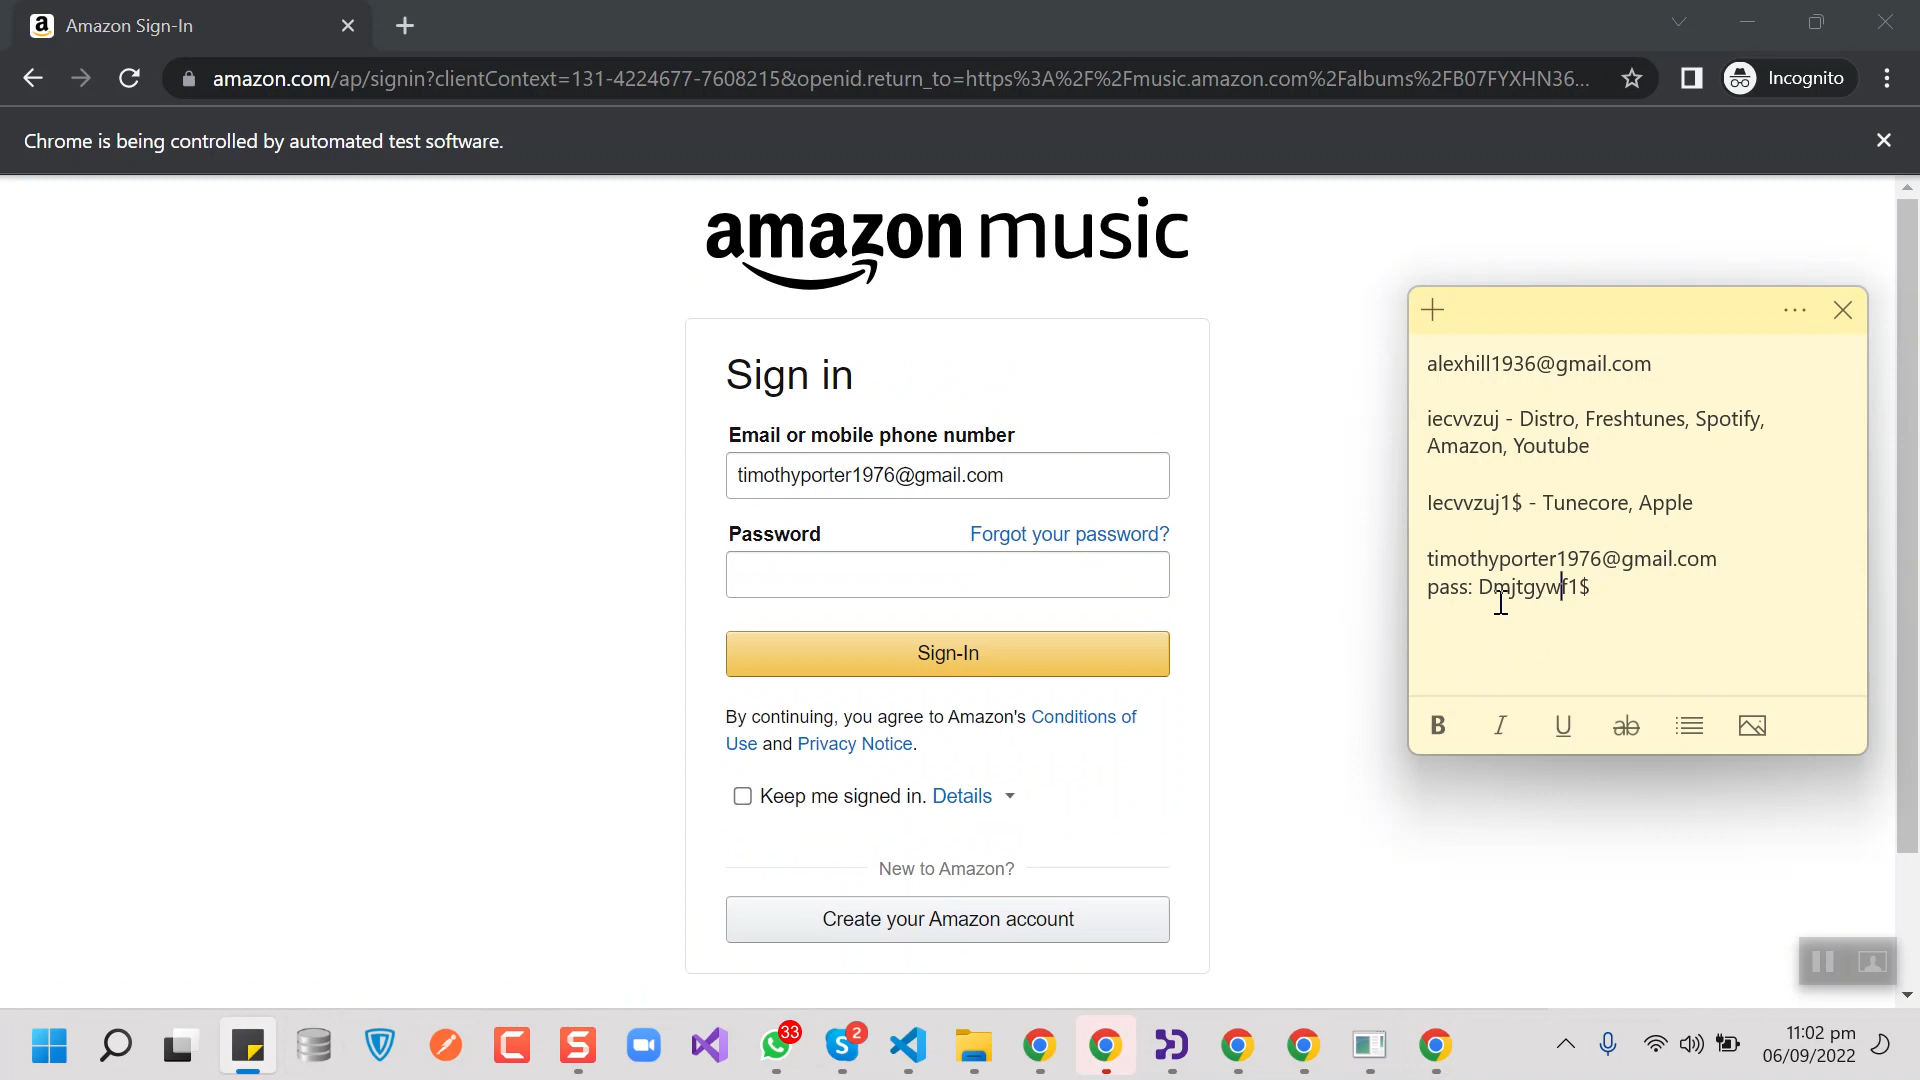 Amazon Sign-In
amazon.com/ap/signin?clientContext=131-4224677-7608215&openid.return_to=https%3A%2F%2Fmusic.amazon.com%2Falbums%2FB07FYXHN36...
Incognito
Chrome is being controlled by automated test software.
amazon music
Sign in
Email or mobile phone number
timothyporter1976@gmail.com
Password Forgot your password?
Sign-In
By continuing, you agree to Amazon's Conditions of
Use and Privacy Notice.
Keep me signed in. Details
New to Amazon?
Create your Amazon account
alexhill1936@gmail.com
iecvvzuj - Distro, Freshtunes, Spotify,
Amazon, Youtube
Iecvvzuj1$ - Tunecore, Apple
timothyporter1976@gmail.com
pass: Dmjtgywf1$
B I U ab
33
2
11:02 pm
06/09/2022